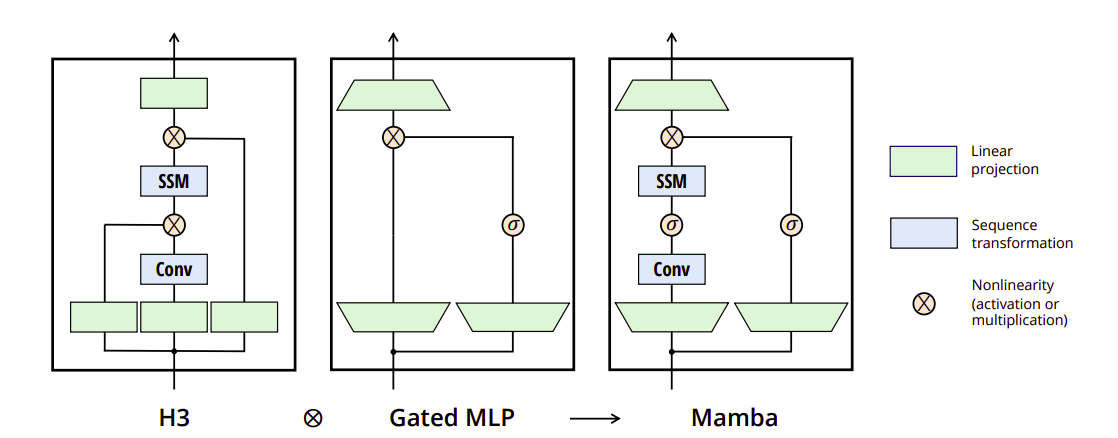 SSM
Conv
σ
SSM
σ
Conv
σ
Linear
projection
Sequence
transformation
Nonlinearity
(activation or
multiplication)
H3 ⊗ Gated MLP → Mamba